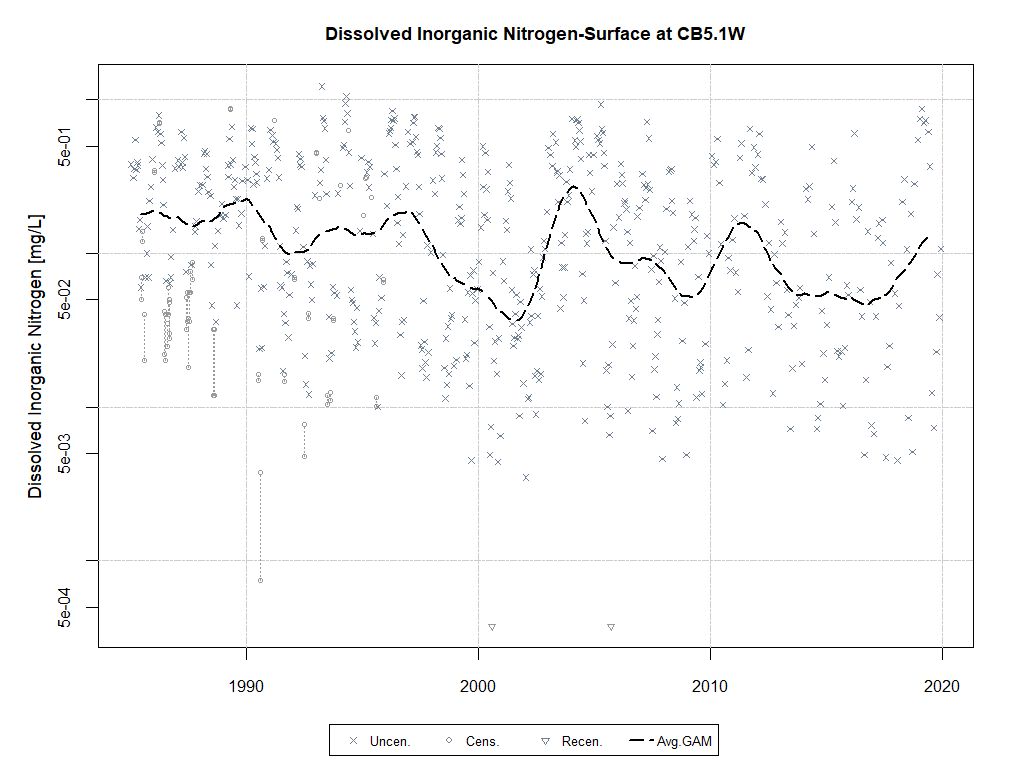 Dissolved Inorganic Nitrogen-Surface at CB5.1W
Dissolved Inorganic Nitrogen [mg/L]
5e-01
5e-02
5e-03
5e-04
1990 2000 2010 2020
Uncen. Cens. Recen. Avg.GAM